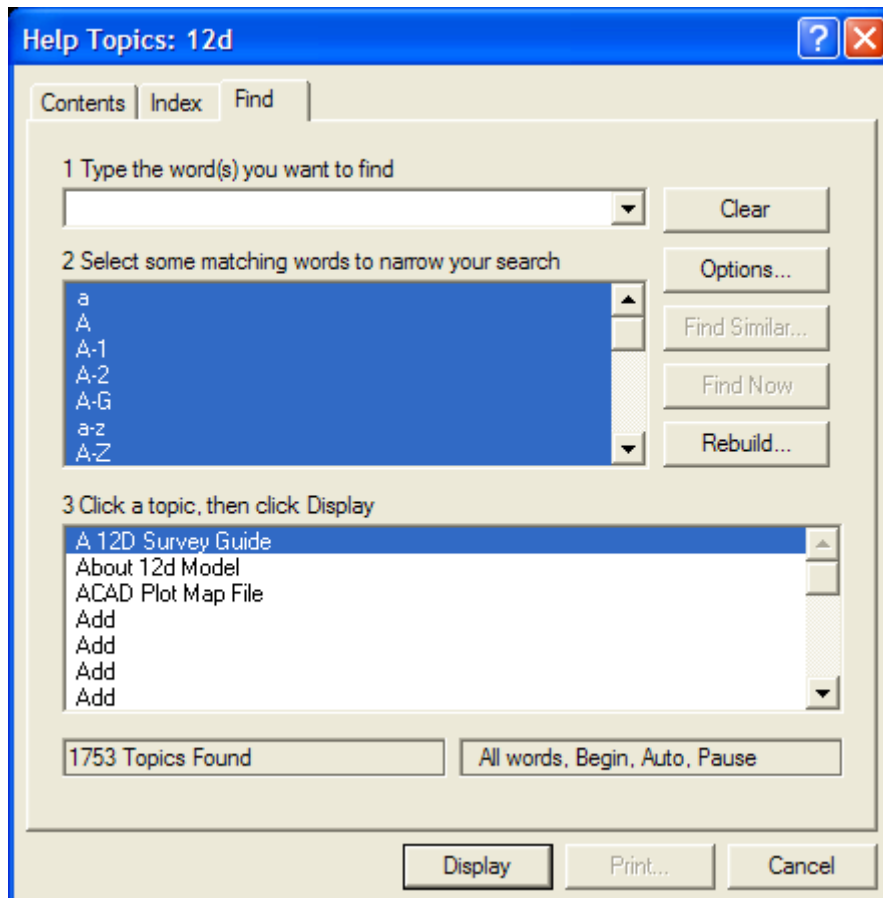 Help Topics: 12d
Contents Index Find
1 Type the word(s) you want to find
Clear
2 Select some matching words to narrow your search
Options...
a
A
A-1
A-2
A-G
a-z
A-Z
Find Similar...
Find Now
Rebuild...
3 Click a topic, then click Display
A 12D Survey Guide
About 12d Model
ACAD Plot Map File
Add
Add
Add
Add
1753 Topics Found
All words, Begin, Auto, Pause
Display Print... Cancel